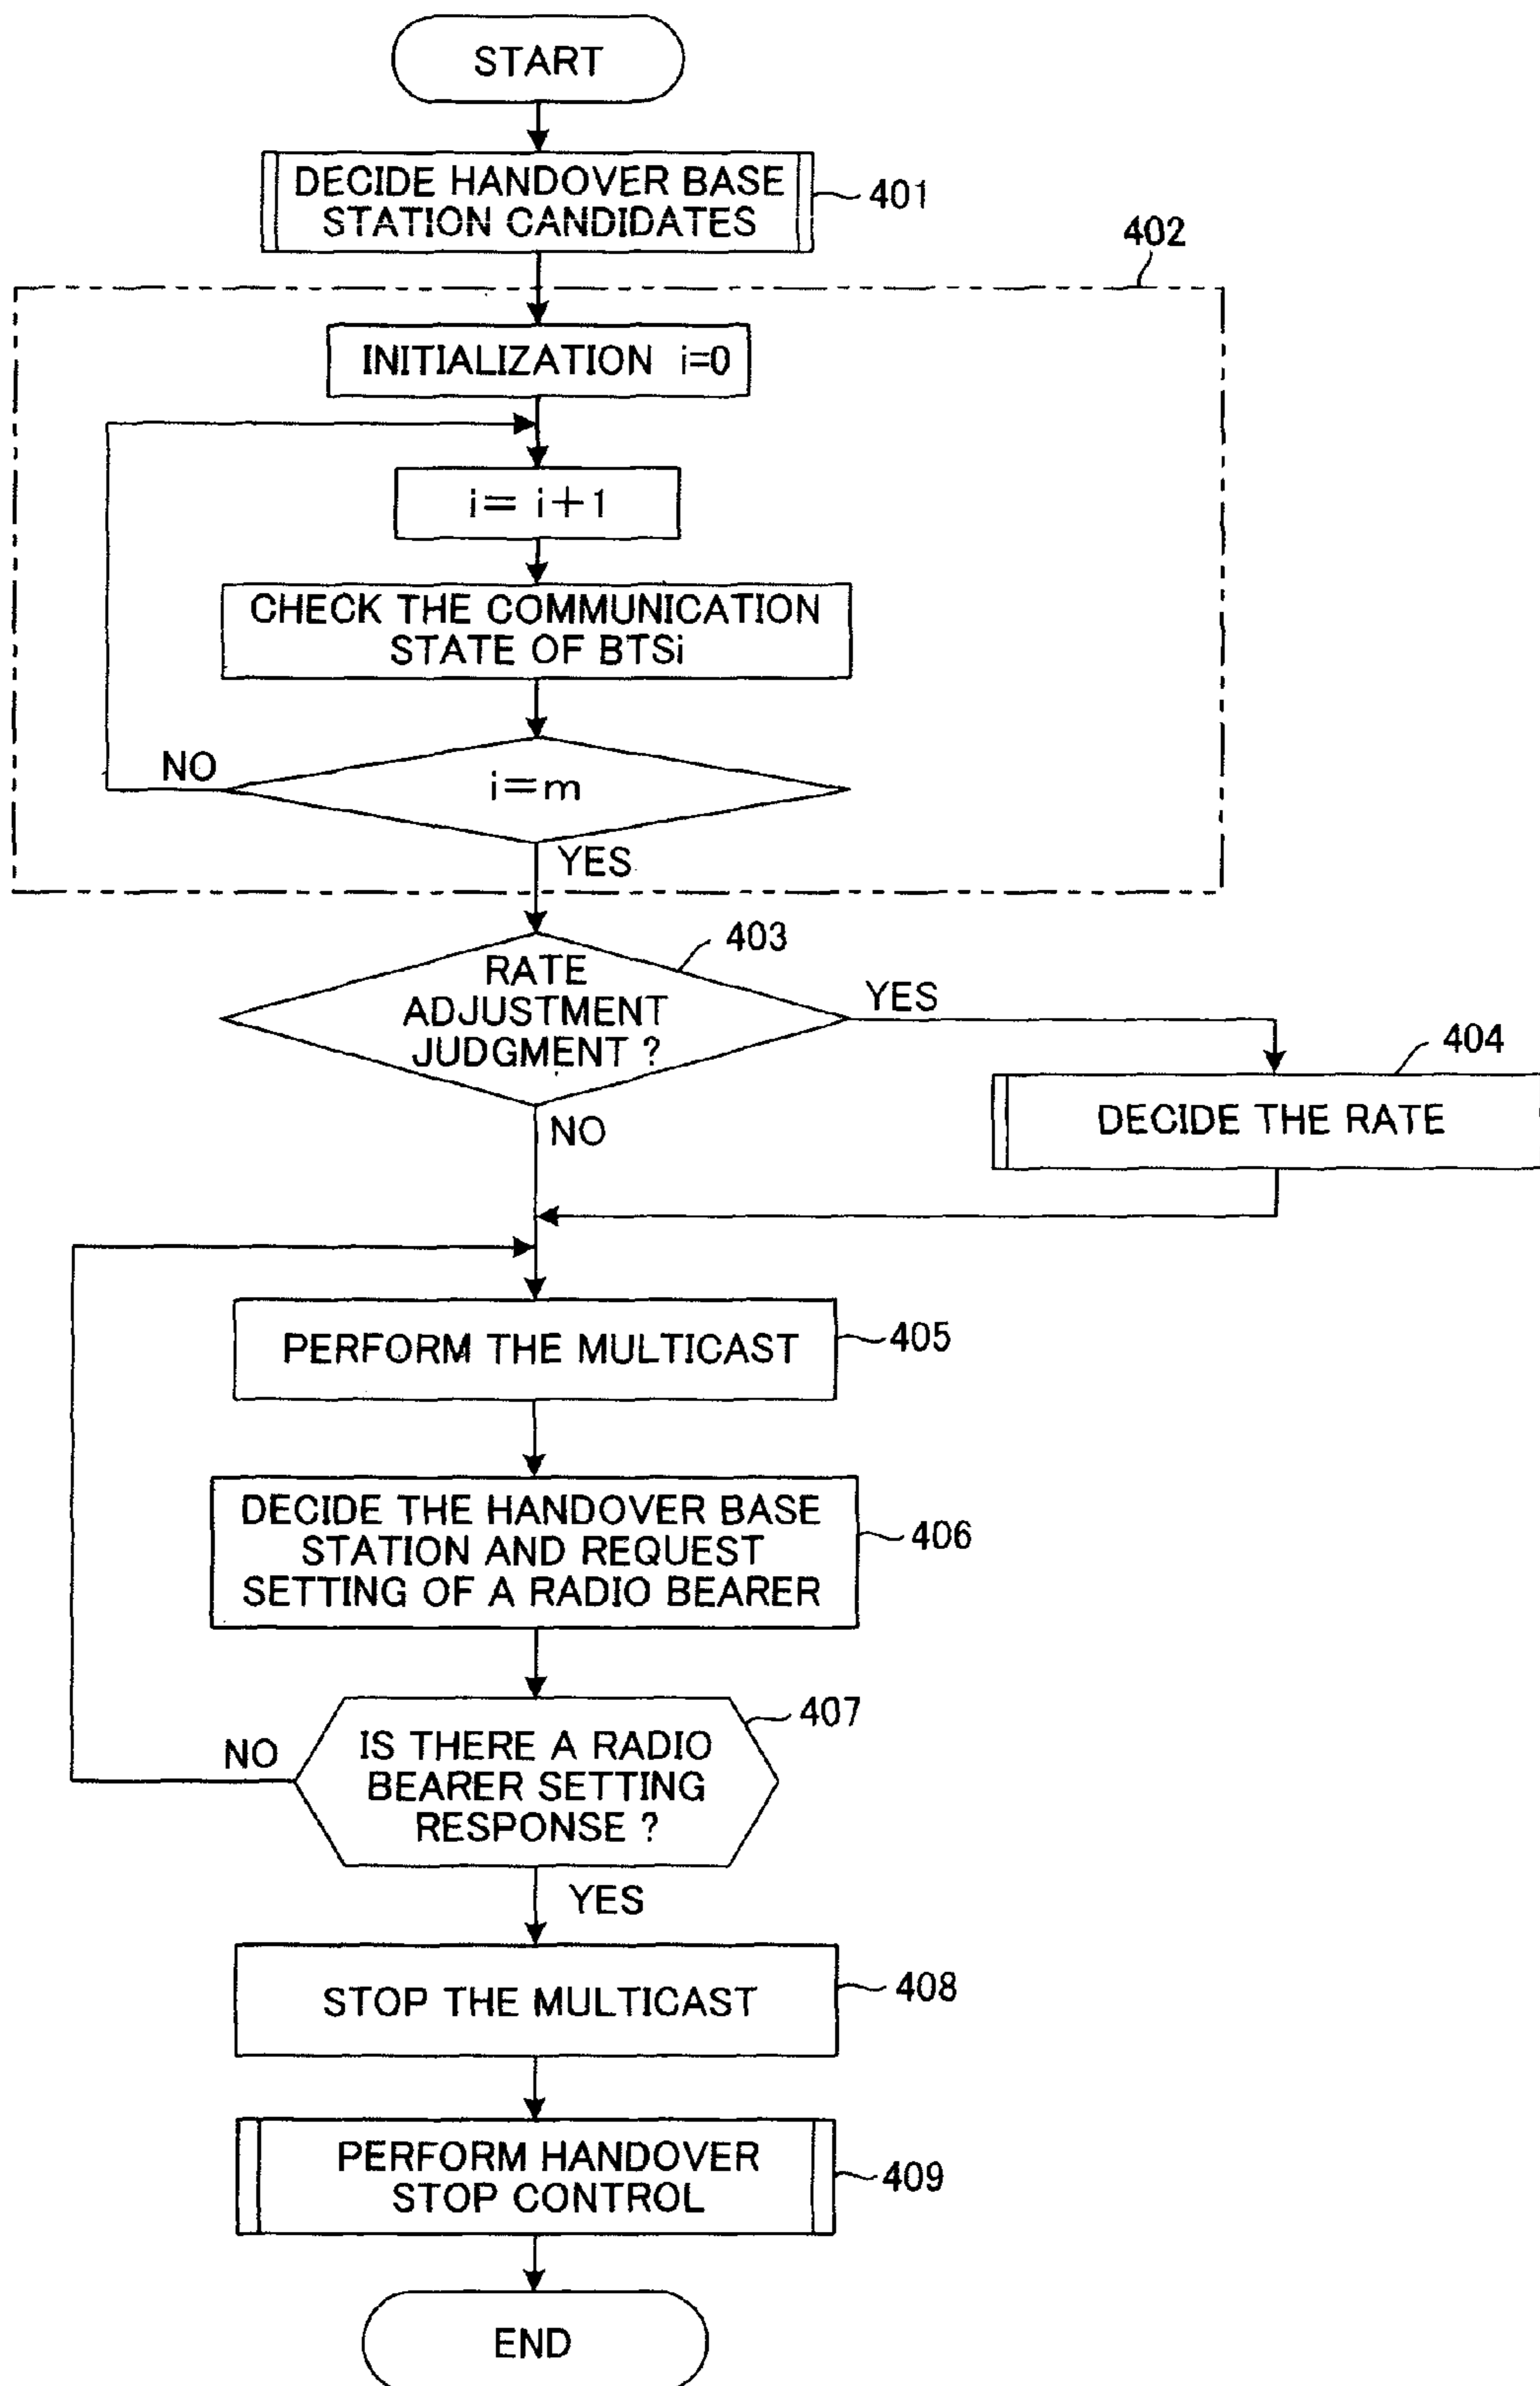 START
DECIDE HANDOVER BASE
STATION CANDIDATES
401
402
INITIALIZATION i=0
i= i+1
CHECK THE COMMUNICATION
STATE OF BTSi
NO
i=m
YES
403
RATE
ADJUSTMENT
JUDGMENT ?
YES
404
DECIDE THE RATE
NO
PERFORM THE MULTICAST
405
DECIDE THE HANDOVER BASE
STATION AND REQUEST
SETTING OF A RADIO BEARER
406
407
NO
IS THERE A RADIO
BEARER SETTING
RESPONSE ?
YES
STOP THE MULTICAST
408
PERFORM HANDOVER
STOP CONTROL
409
END